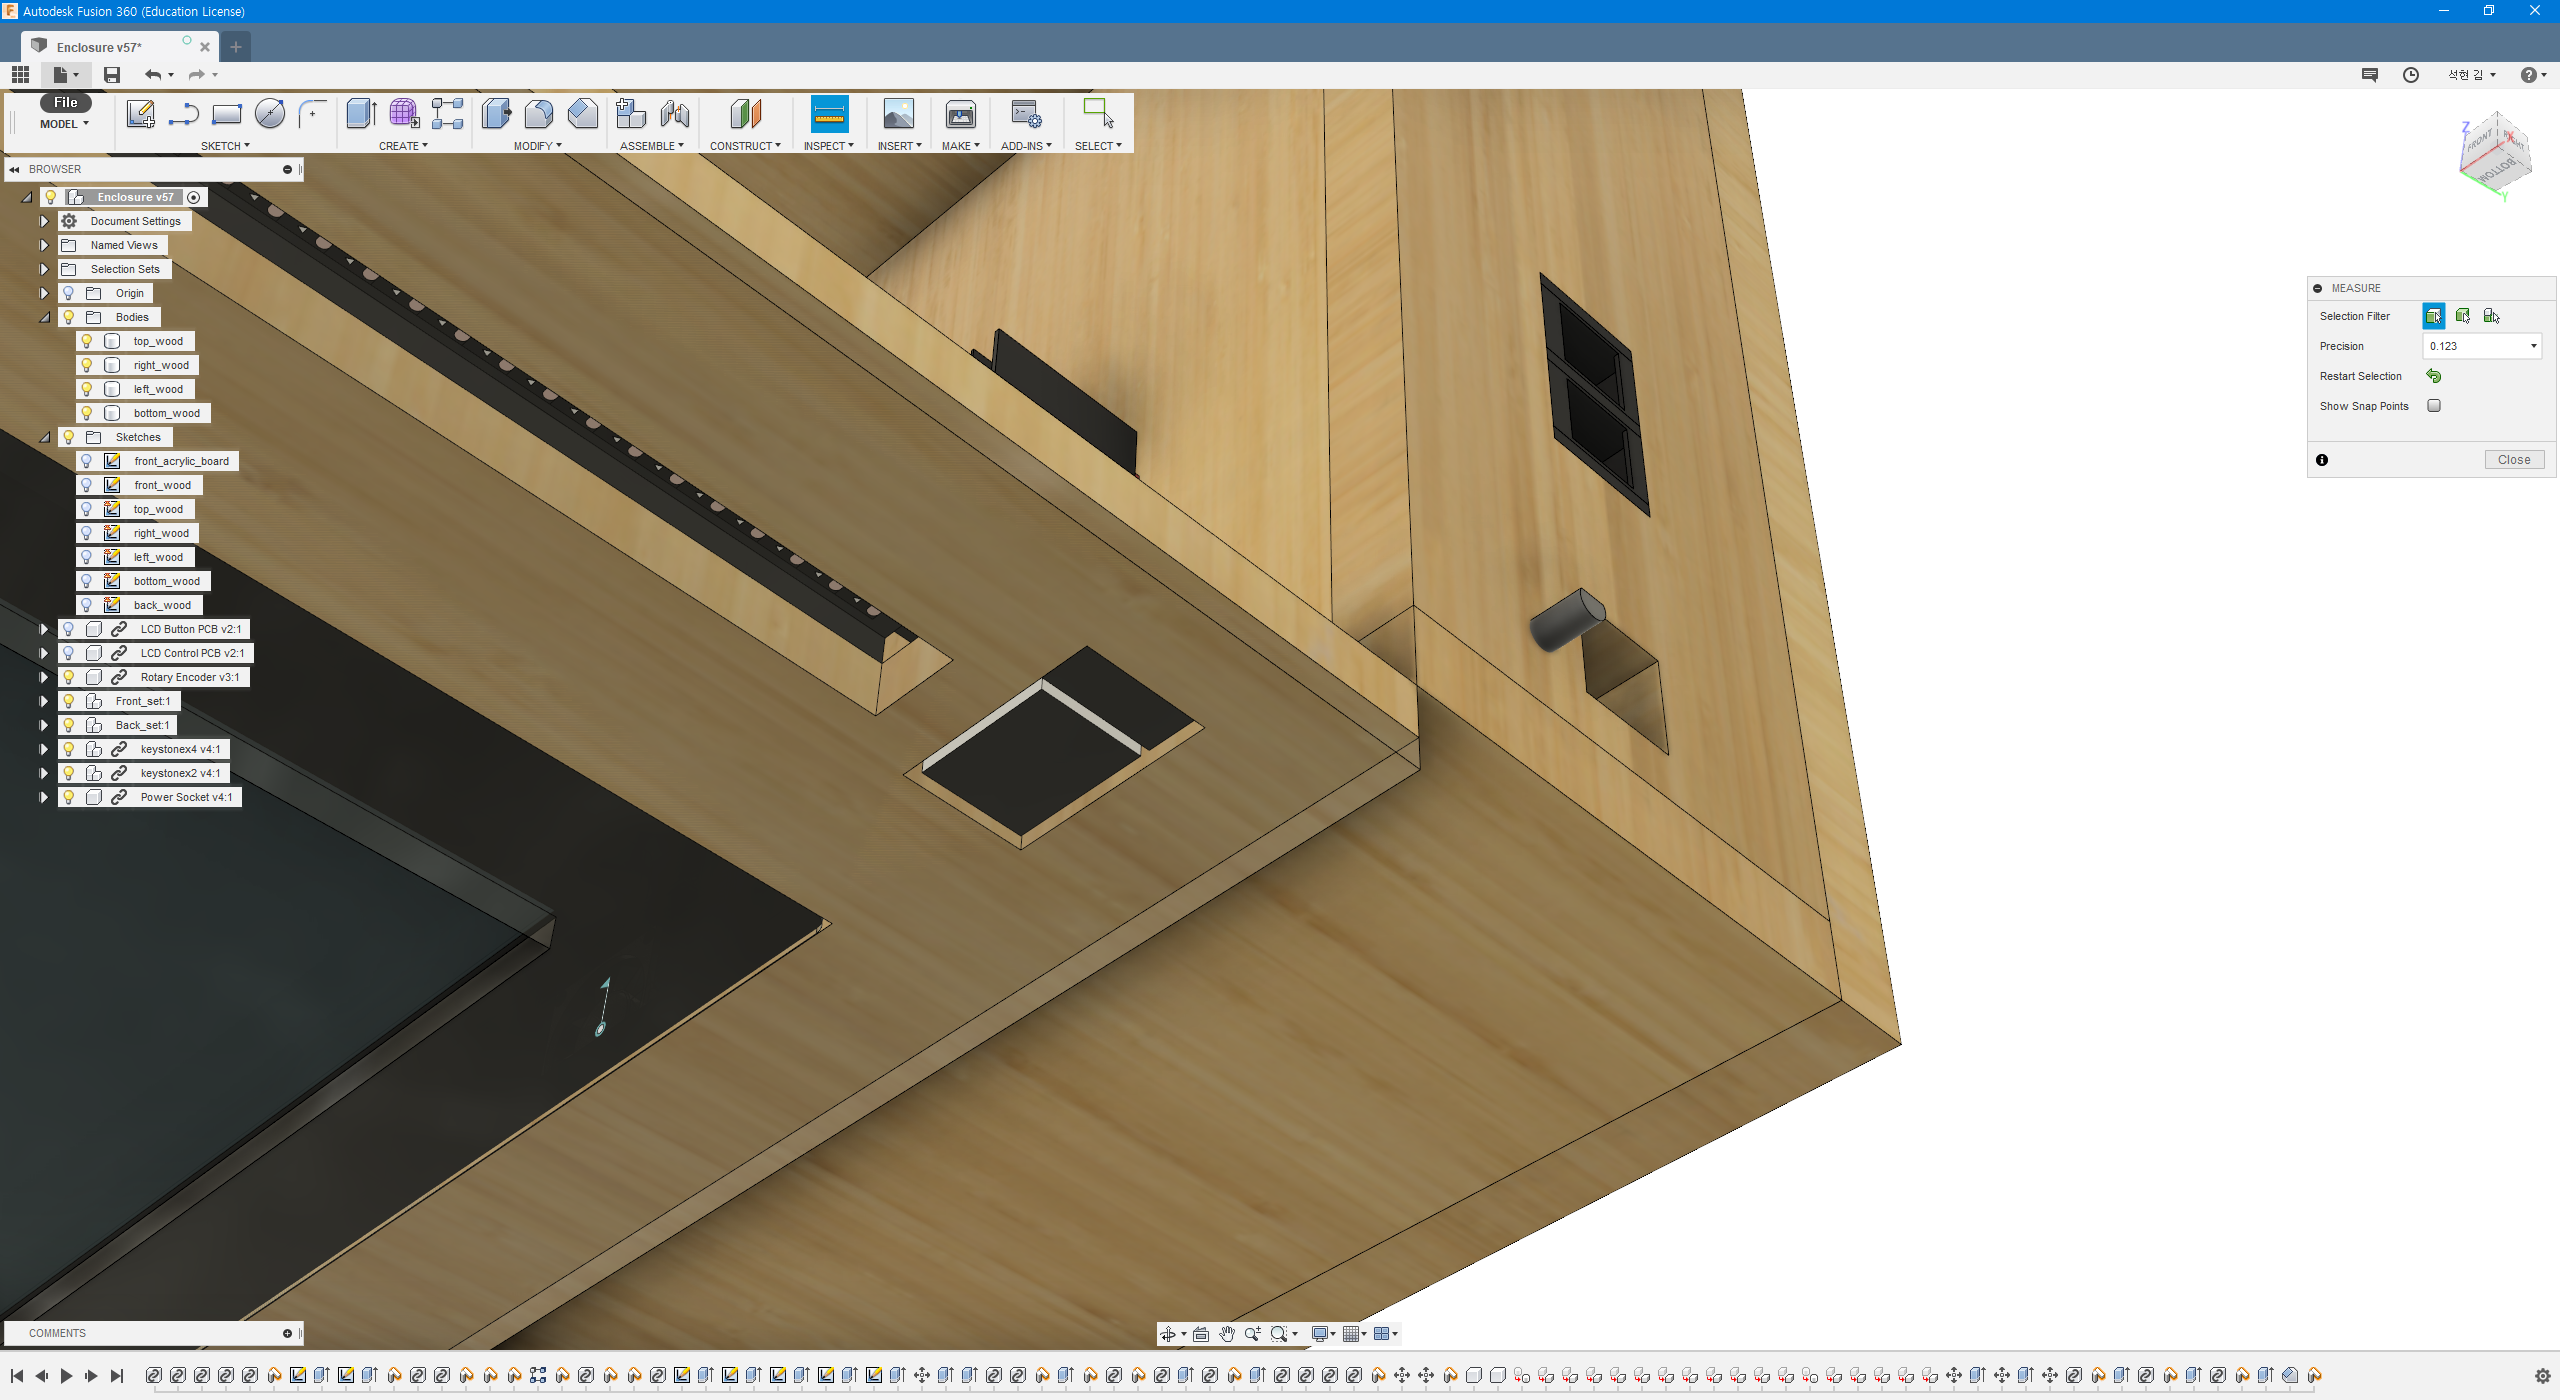 Autodesk Fusion 360 (Education License)
Enclosure v57*
석현 김
File
MODEL
SKETCH
CREATE
MODIFY
ASSEMBLE
CONSTRUCT
INSPECT
INSERT
MAKE
ADD-INS
SELECT
BROWSER
Enclosure v57
Document Settings
Named Views
Selection Sets
Origin
Bodies
top_wood
right_wood
left_wood
bottom_wood
Sketches
front_acrylic_board
front_wood
top_wood
right_wood
left_wood
bottom_wood
back_wood
LCD Button PCB v2:1
LCD Control PCB v2:1
Rotary Encoder v3:1
Front_set:1
Back_set:1
keystonex4 v4:1
keystonex2 v4:1
Power Socket v4:1
Z
X
Y
FRONT
BOTTOM
MEASURE
Selection Filter
Precision
0.123
Restart Selection
Show Snap Points
Close
COMMENTS